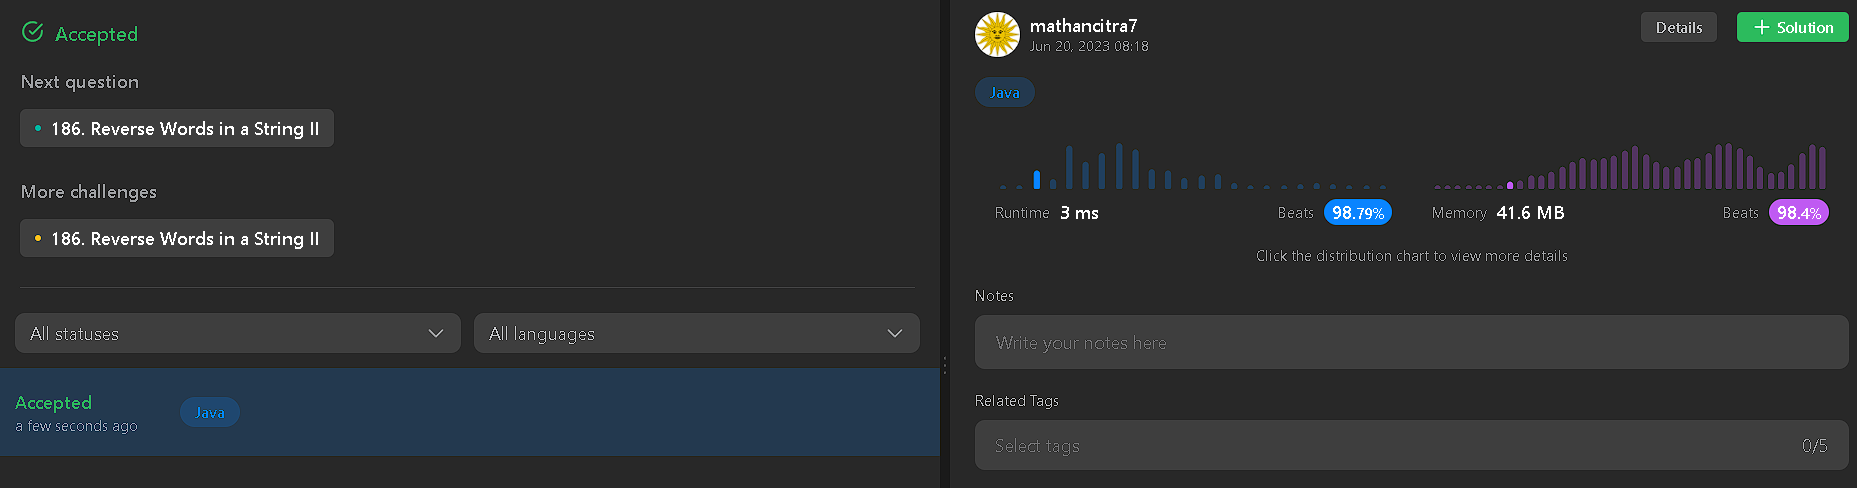 Accepted
Next question
186. Reverse Words in a String II
More challenges
186. Reverse Words in a String II
All statuses
All languages
Accepted
a few seconds ago
Java
mathancitra7
Jun 20, 2023 08:18
Details
+ Solution
Java
Runtime 3 ms
Beats 98.79%
Memory 41.6 MB
Beats 98.4%
Click the distribution chart to view more details
Notes
Write your notes here
Related Tags
Select tags
0/5